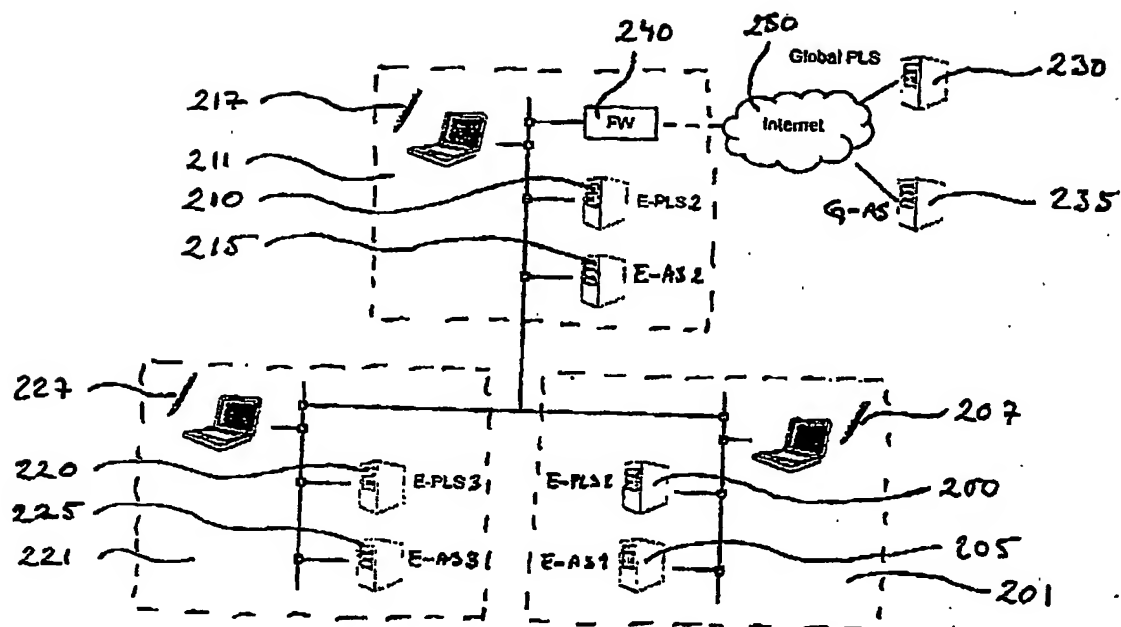 240
250
Global PLS
230
217
FW
Internet
211
210
E-PLS2
G-AS
235
215
E-AS2
227
207
220
E-PLS3
E-PLS1
200
225
E-AS3
E-AS1
205
221
201